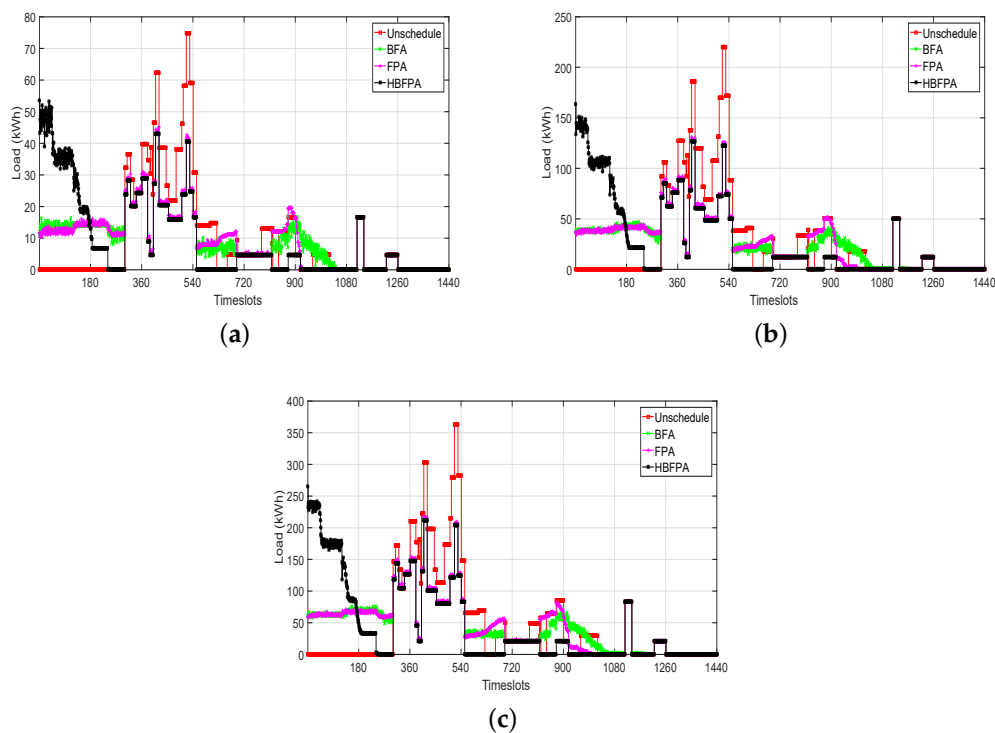 80
70
60
50
40
30
20
10
0
Load (kWh)
Unschedule
BFA
FPA
HBFPA
180 360 540 720 900 1080 1260 1440
Timeslots
(a)
250
200
150
100
50
0
Load (kWh)
Unschedule
BFA
FPA
HBFPA
180 360 540 720 900 1080 1260 1440
Timeslots
(b)
400
350
300
250
200
150
100
50
0
Load (kWh)
Unschedule
BFA
FPA
HBFPA
180 360 540 720 900 1080 1260 1440
Timeslots
(c)